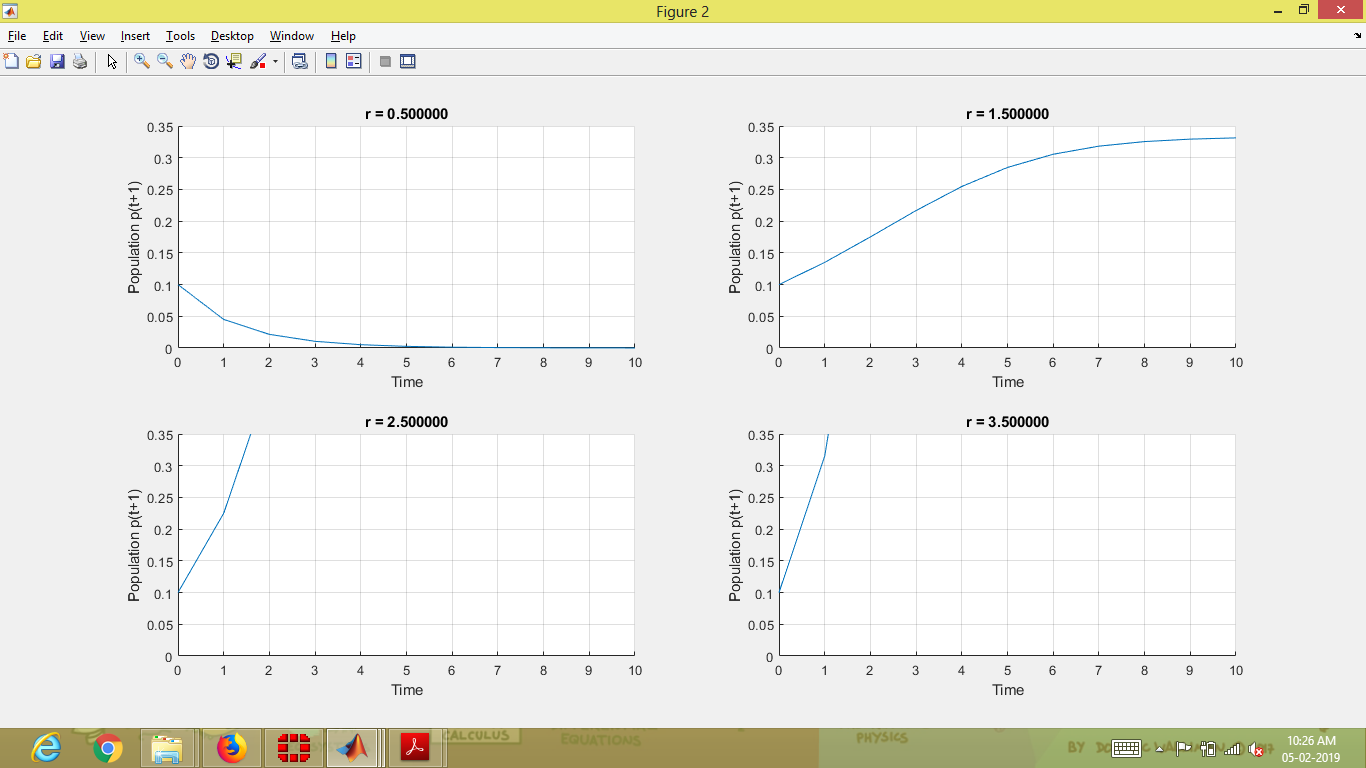 Figure 2
File Edit View Insert Tools Desktop Window Help
r = 0.500000
Population p(t+1)
0.35
0.3
0.25
0.2
0.15
0.1
0.05
0
0 1 2 3 4 5 6 7 8 9 10
Time
r = 1.500000
Population p(t+1)
0.35
0.3
0.25
0.2
0.15
0.1
0.05
0
0 1 2 3 4 5 6 7 8 9 10
Time
r = 2.500000
Population p(t+1)
0.35
0.3
0.25
0.2
0.15
0.1
0.05
0
0 1 2 3 4 5 6 7 8 9 10
Time
r = 3.500000
Population p(t+1)
0.35
0.3
0.25
0.2
0.15
0.1
0.05
0
0 1 2 3 4 5 6 7 8 9 10
Time
CALCULUS
EQUATIONS
PHYSICS
BY
10:26 AM
05-02-2019